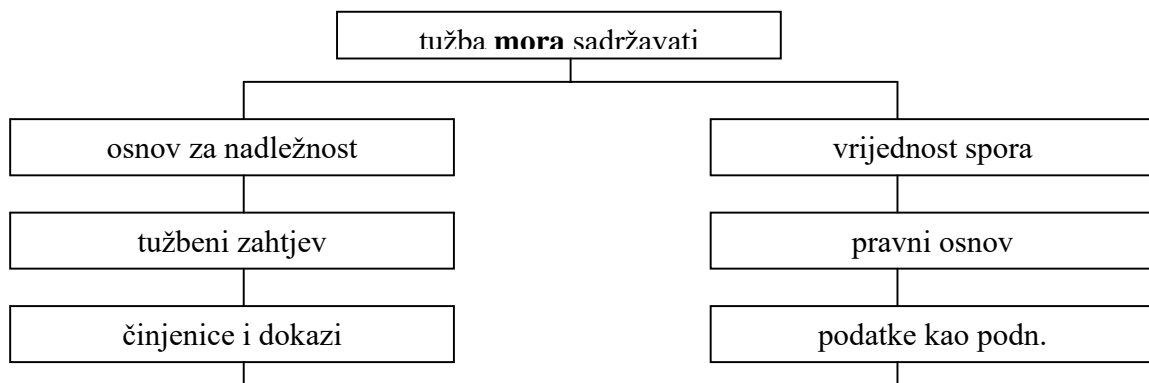 tužba mora sadržavati
osnov za nadležnost
vrijednost spora
tužbeni zahtjev
pravni osnov
činjenice i dokazi
podatke kao podn.